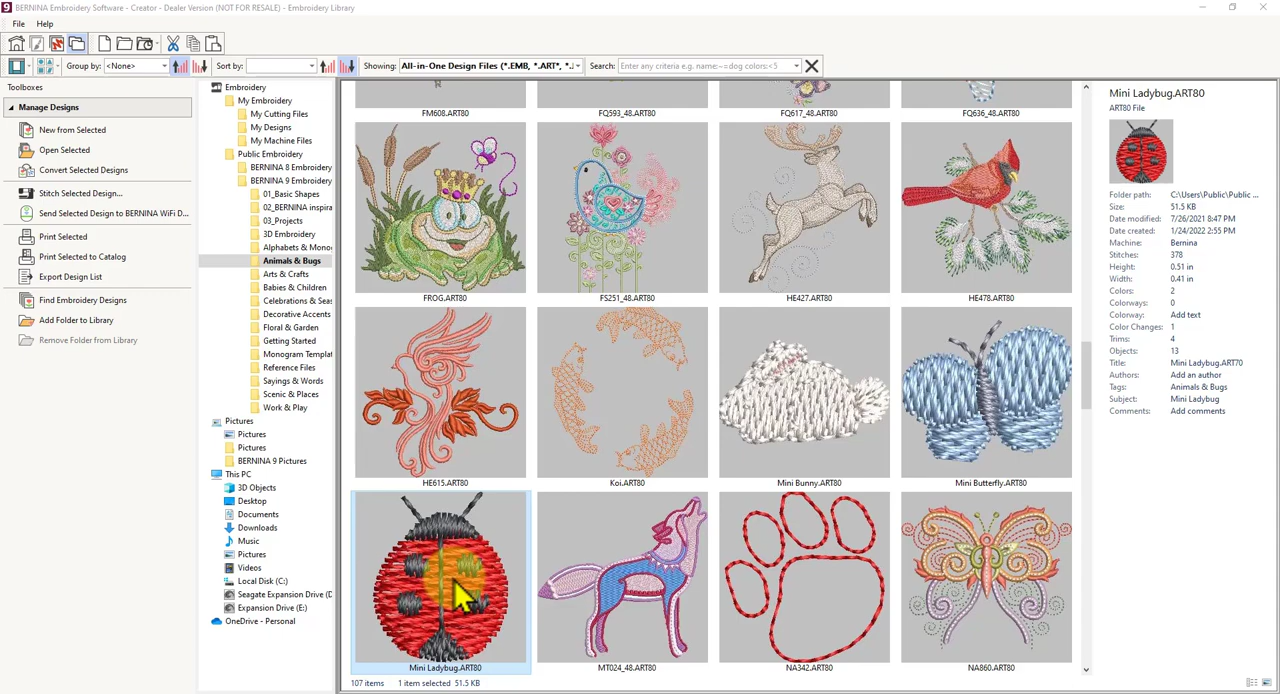 9 BERNINA Embroidery Software - Creator - Dealer Version (NOT FOR RESALE) - Embroidery Library
File Help
Group by: <None> Sort by: Showing: All-in-One Design Files (*.EMB, *.ART*, *. Search: Enter any criteria e.g. name:~=dog colors:<5
Toolboxes
Manage Designs
New from Selected
Open Selected
Convert Selected Designs
Stitch Selected Design...
Send Selected Design to BERNINA WiFi D...
Print Selected
Print Selected to Catalog
Export Design List
Find Embroidery Designs
Add Folder to Library
Remove Folder from Library
Embroidery
My Embroidery
My Cutting Files
My Designs
My Machine Files
Public Embroidery
BERNINA 8 Embroidery
BERNINA 9 Embroidery
01_Basic Shapes
02_BERNINA inspira
03_Projects
3D Embroidery
Alphabets & Mono
Animals & Bugs
Arts & Crafts
Babies & Children
Celebrations & Seas
Decorative Accents
Floral & Garden
Getting Started
Monogram Templat
Reference Files
Sayings & Words
Scenic & Places
Work & Play
Pictures
Pictures
Pictures
BERNINA 9 Pictures
This PC
3D Objects
Desktop
Documents
Downloads
Music
Pictures
Videos
Local Disk (C:)
Seagate Expansion Drive (D
Expansion Drive (E:)
OneDrive - Personal
FM608.ART80 FQ593_48.ART80 FQ617_48.ART80 FQ636_48.ART80
FROG.ART80 FS251_48.ART80 HE427.ART80 HE478.ART80
HE615.ART80 Koi.ART80 Mini Bunny.ART80 Mini Butterfly.ART80
Mini Ladybug.ART80 MT024_48.ART80 NA342.ART80 NA860.ART80
107 items 1 item selected 51.5 KB
Mini Ladybug.ART80
ART80 File
Folder path: C:\Users\Public\Public ...
Size: 51.5 KB
Date modified: 7/26/2021 8:47 PM
Date created: 1/24/2022 2:55 PM
Machine: Bernina
Stitches: 378
Height: 0.51 in
Width: 0.41 in
Colors: 2
Colorways: 0
Colorway: Add text
Color Changes: 1
Trims: 4
Objects: 13
Title: Mini Ladybug.ART70
Authors: Add an author
Tags: Animals & Bugs
Subject: Mini Ladybug
Comments: Add comments